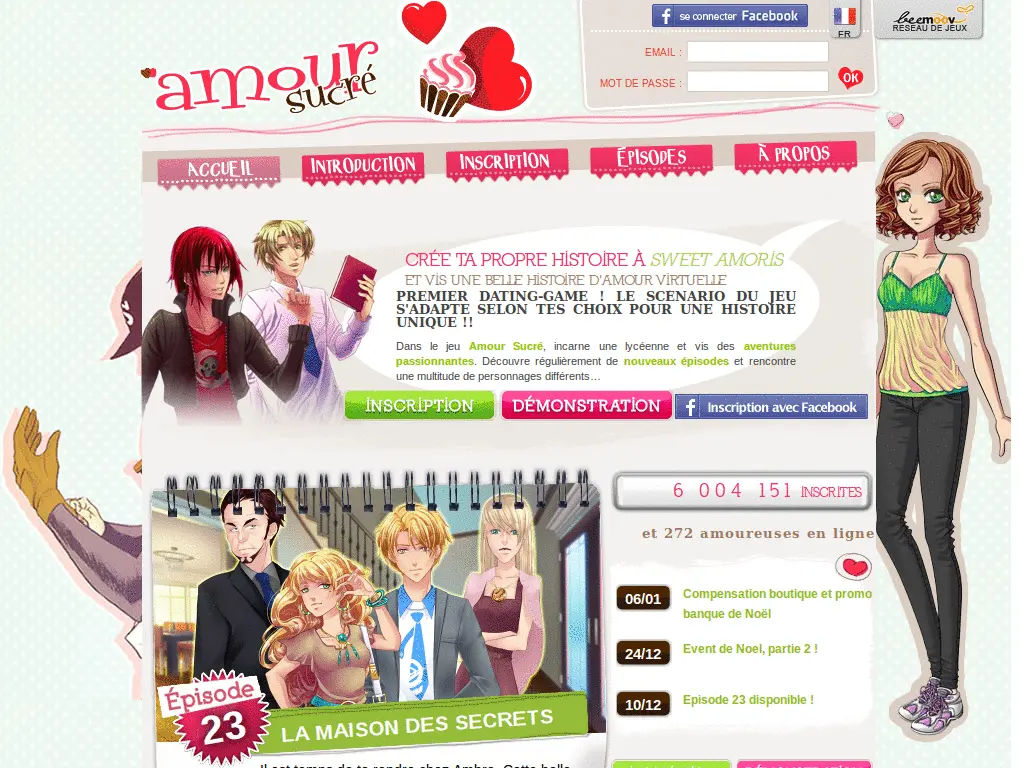 se connecter Facebook
FR
beemoov
RESEAU DE JEUX
EMAIL :
MOT DE PASSE :
OK
amour
sucré
ACCUEIL
INTRODUCTION
INSCRIPTION
ÉPISODES
À PROPOS
CRÉE TA PROPRE HISTOIRE À SWEET AMORIS
ET VIS UNE BELLE HISTOIRE D'AMOUR VIRTUELLE
PREMIER DATING-GAME ! LE SCENARIO DU JEU
S'ADAPTE SELON TES CHOIX POUR UNE HISTOIRE
UNIQUE !!
Dans le jeu Amour Sucré, incarne une lycéenne et vis des aventures
passionnantes. Découvre régulièrement de nouveaux épisodes et rencontre
une multitude de personnages différents…
INSCRIPTION
DÉMONSTRATION
Inscription avec Facebook
6 004 151 INSCRITES
et 272 amoureuses en ligne
06/01
Compensation boutique et promo
banque de Noël
24/12
Event de Noel, partie 2 !
10/12
Episode 23 disponible !
Épisode
23
LA MAISON DES SECRETS